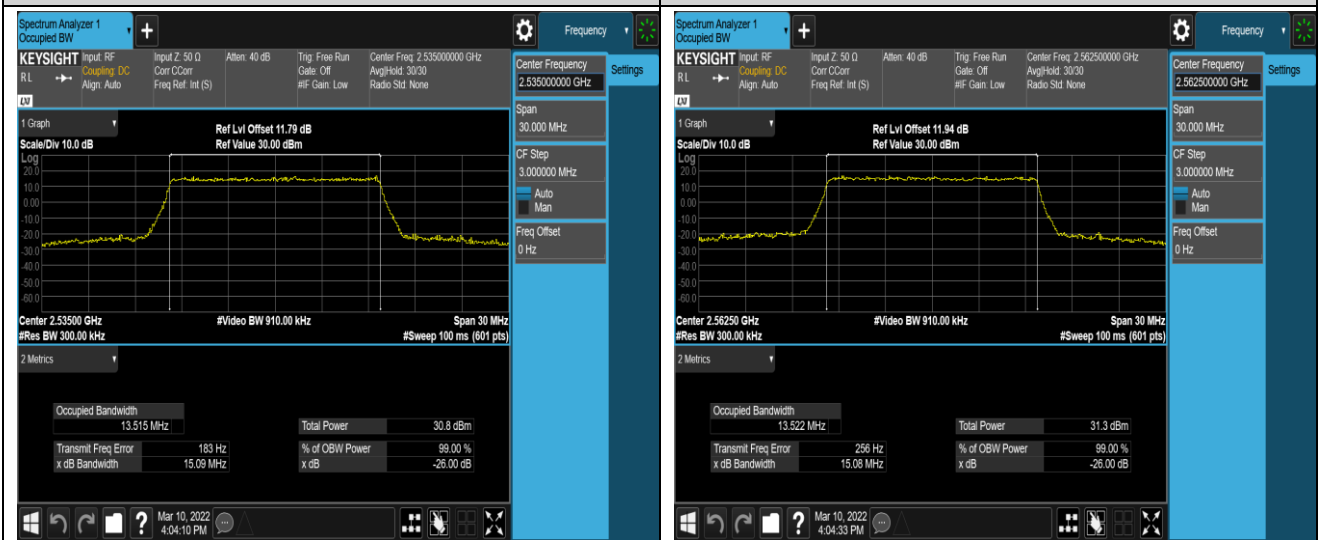 Spectrum Analyzer 1
Occupied BW
+
Frequency
KEYSIGHT
RL
LXI
Input: RF
Coupling: DC
Align: Auto
Input Z: 50 Ω
Corr CCorr
Freq Ref: Int (S)
Atten: 40 dB
Trig: Free Run
Gate: Off
#IF Gain: Low
Center Freq: 2.535000000 GHz
Avg|Hold: 30/30
Radio Std: None
Center Frequency
2.535000000 GHz
Settings
Span
30.000 MHz
CF Step
3.000000 MHz
Auto
Man
Freq Offset
0 Hz
1 Graph
Scale/Div 10.0 dB
Ref Lvl Offset 11.79 dB
Ref Value 30.00 dBm
Log
20.0
10.0
0.00
-10.0
-20.0
-30.0
-40.0
-50.0
-60.0
Center 2.53500 GHz
#Video BW 910.00 kHz
Span 30 MHz
#Res BW 300.00 kHz
#Sweep 100 ms (601 pts)
2 Metrics
Occupied Bandwidth
13.515 MHz
Total Power 30.8 dBm
Transmit Freq Error 183 Hz
% of OBW Power 99.00 %
x dB Bandwidth 15.09 MHz
x dB -26.00 dB
?
Mar 10, 2022
4:04:10 PM
Spectrum Analyzer 1
Occupied BW
+
Frequency
KEYSIGHT
RL
LXI
Input: RF
Coupling: DC
Align: Auto
Input Z: 50 Ω
Corr CCorr
Freq Ref: Int (S)
Atten: 40 dB
Trig: Free Run
Gate: Off
#IF Gain: Low
Center Freq: 2.562500000 GHz
Avg|Hold: 30/30
Radio Std: None
Center Frequency
2.562500000 GHz
Settings
Span
30.000 MHz
CF Step
3.000000 MHz
Auto
Man
Freq Offset
0 Hz
1 Graph
Scale/Div 10.0 dB
Ref Lvl Offset 11.94 dB
Ref Value 30.00 dBm
Log
20.0
10.0
0.00
-10.0
-20.0
-30.0
-40.0
-50.0
-60.0
Center 2.56250 GHz
#Video BW 910.00 kHz
Span 30 MHz
#Res BW 300.00 kHz
#Sweep 100 ms (601 pts)
2 Metrics
Occupied Bandwidth
13.522 MHz
Total Power 31.3 dBm
Transmit Freq Error 256 Hz
% of OBW Power 99.00 %
x dB Bandwidth 15.08 MHz
x dB -26.00 dB
?
Mar 10, 2022
4:04:33 PM